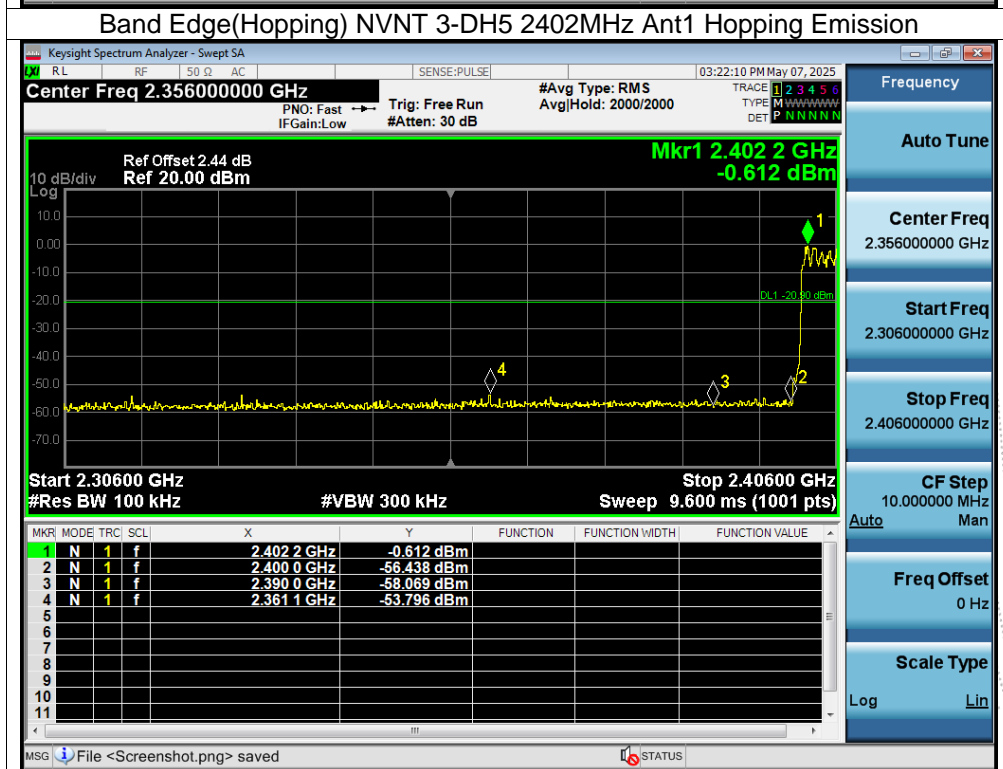 Band Edge(Hopping) NVNT 3-DH5 2402MHz Ant1 Hopping Emission
Keysight Spectrum Analyzer - Swept SA
LXI RL RF 50 Ω AC SENSE:PULSE 03:22:10 PM May 07, 2025
Center Freq 2.356000000 GHz
PNO: Fast
IFGain:Low
Trig: Free Run
#Atten: 30 dB
#Avg Type: RMS
Avg|Hold: 2000/2000
TRACE 1 2 3 4 5 6
TYPE M W W W W W
DET P N N N N N
Ref Offset 2.44 dB
Ref 20.00 dBm
10 dB/div
Log
Mkr1 2.402 2 GHz
-0.612 dBm
10.0
0.00
-10.0
-20.0
-30.0
-40.0
-50.0
-60.0
-70.0
DL1 -20.90 dBm
1
2
3
4
Start 2.30600 GHz
#Res BW 100 kHz
#VBW 300 kHz
Stop 2.40600 GHz
Sweep 9.600 ms (1001 pts)
MKR MODE TRC SCL X Y FUNCTION FUNCTION WIDTH FUNCTION VALUE
1 N 1 f 2.402 2 GHz -0.612 dBm
2 N 1 f 2.400 0 GHz -56.438 dBm
3 N 1 f 2.390 0 GHz -58.069 dBm
4 N 1 f 2.361 1 GHz -53.796 dBm
5
6
7
8
9
10
11
MSG File <Screenshot.png> saved STATUS
Frequency
Auto Tune
Center Freq
2.356000000 GHz
Start Freq
2.306000000 GHz
Stop Freq
2.406000000 GHz
CF Step
10.000000 MHz
Auto Man
Freq Offset
0 Hz
Scale Type
Log Lin